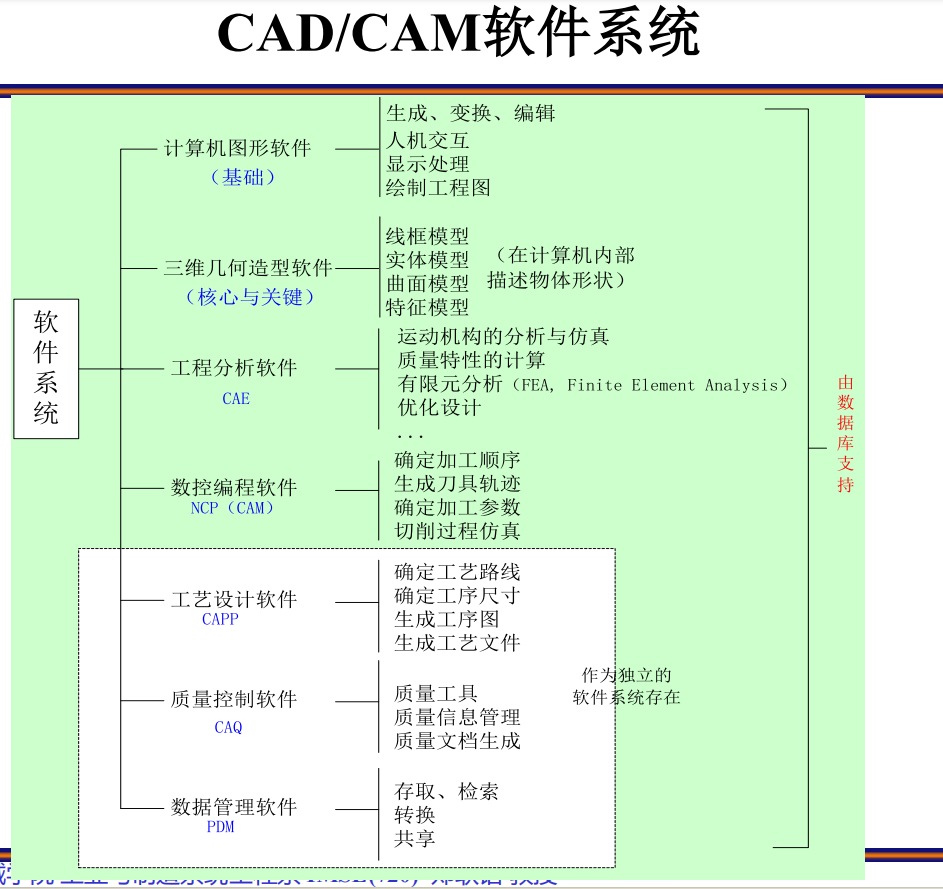 CAD/CAM软件系统
软件系统
计算机图形软件
（基础）
生成、变换、编辑
人机交互
显示处理
绘制工程图
三维几何造型软件
（核心与关键）
线框模型
实体模型
曲面模型
特征模型
（在计算机内部
描述物体形状）
工程分析软件
CAE
运动机构的分析与仿真
质量特性的计算
有限元分析（FEA, Finite Element Analysis）
优化设计
...
数控编程软件
NCP（CAM）
确定加工顺序
生成刀具轨迹
确定加工参数
切削过程仿真
工艺设计软件
CAPP
确定工艺路线
确定工序尺寸
生成工序图
生成工艺文件
质量控制软件
CAQ
质量工具
质量信息管理
质量文档生成
数据管理软件
PDM
存取、检索
转换
共享
作为独立的
软件系统存在
由数据库支持